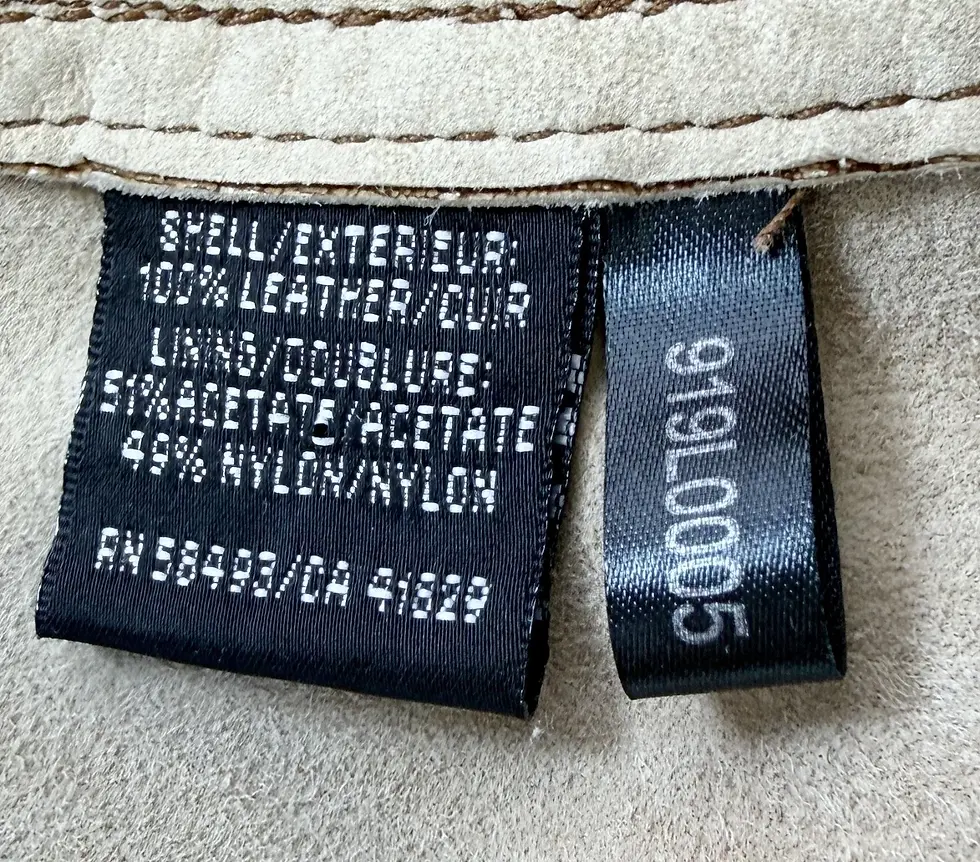 SHELL/EXTERIEUR:
100% LEATHER/CUIR
LINING/DOUBLURE:
51% ACETATE/ACETATE
49% NYLON/NYLON
RN 58493/CA 41829
919L0005